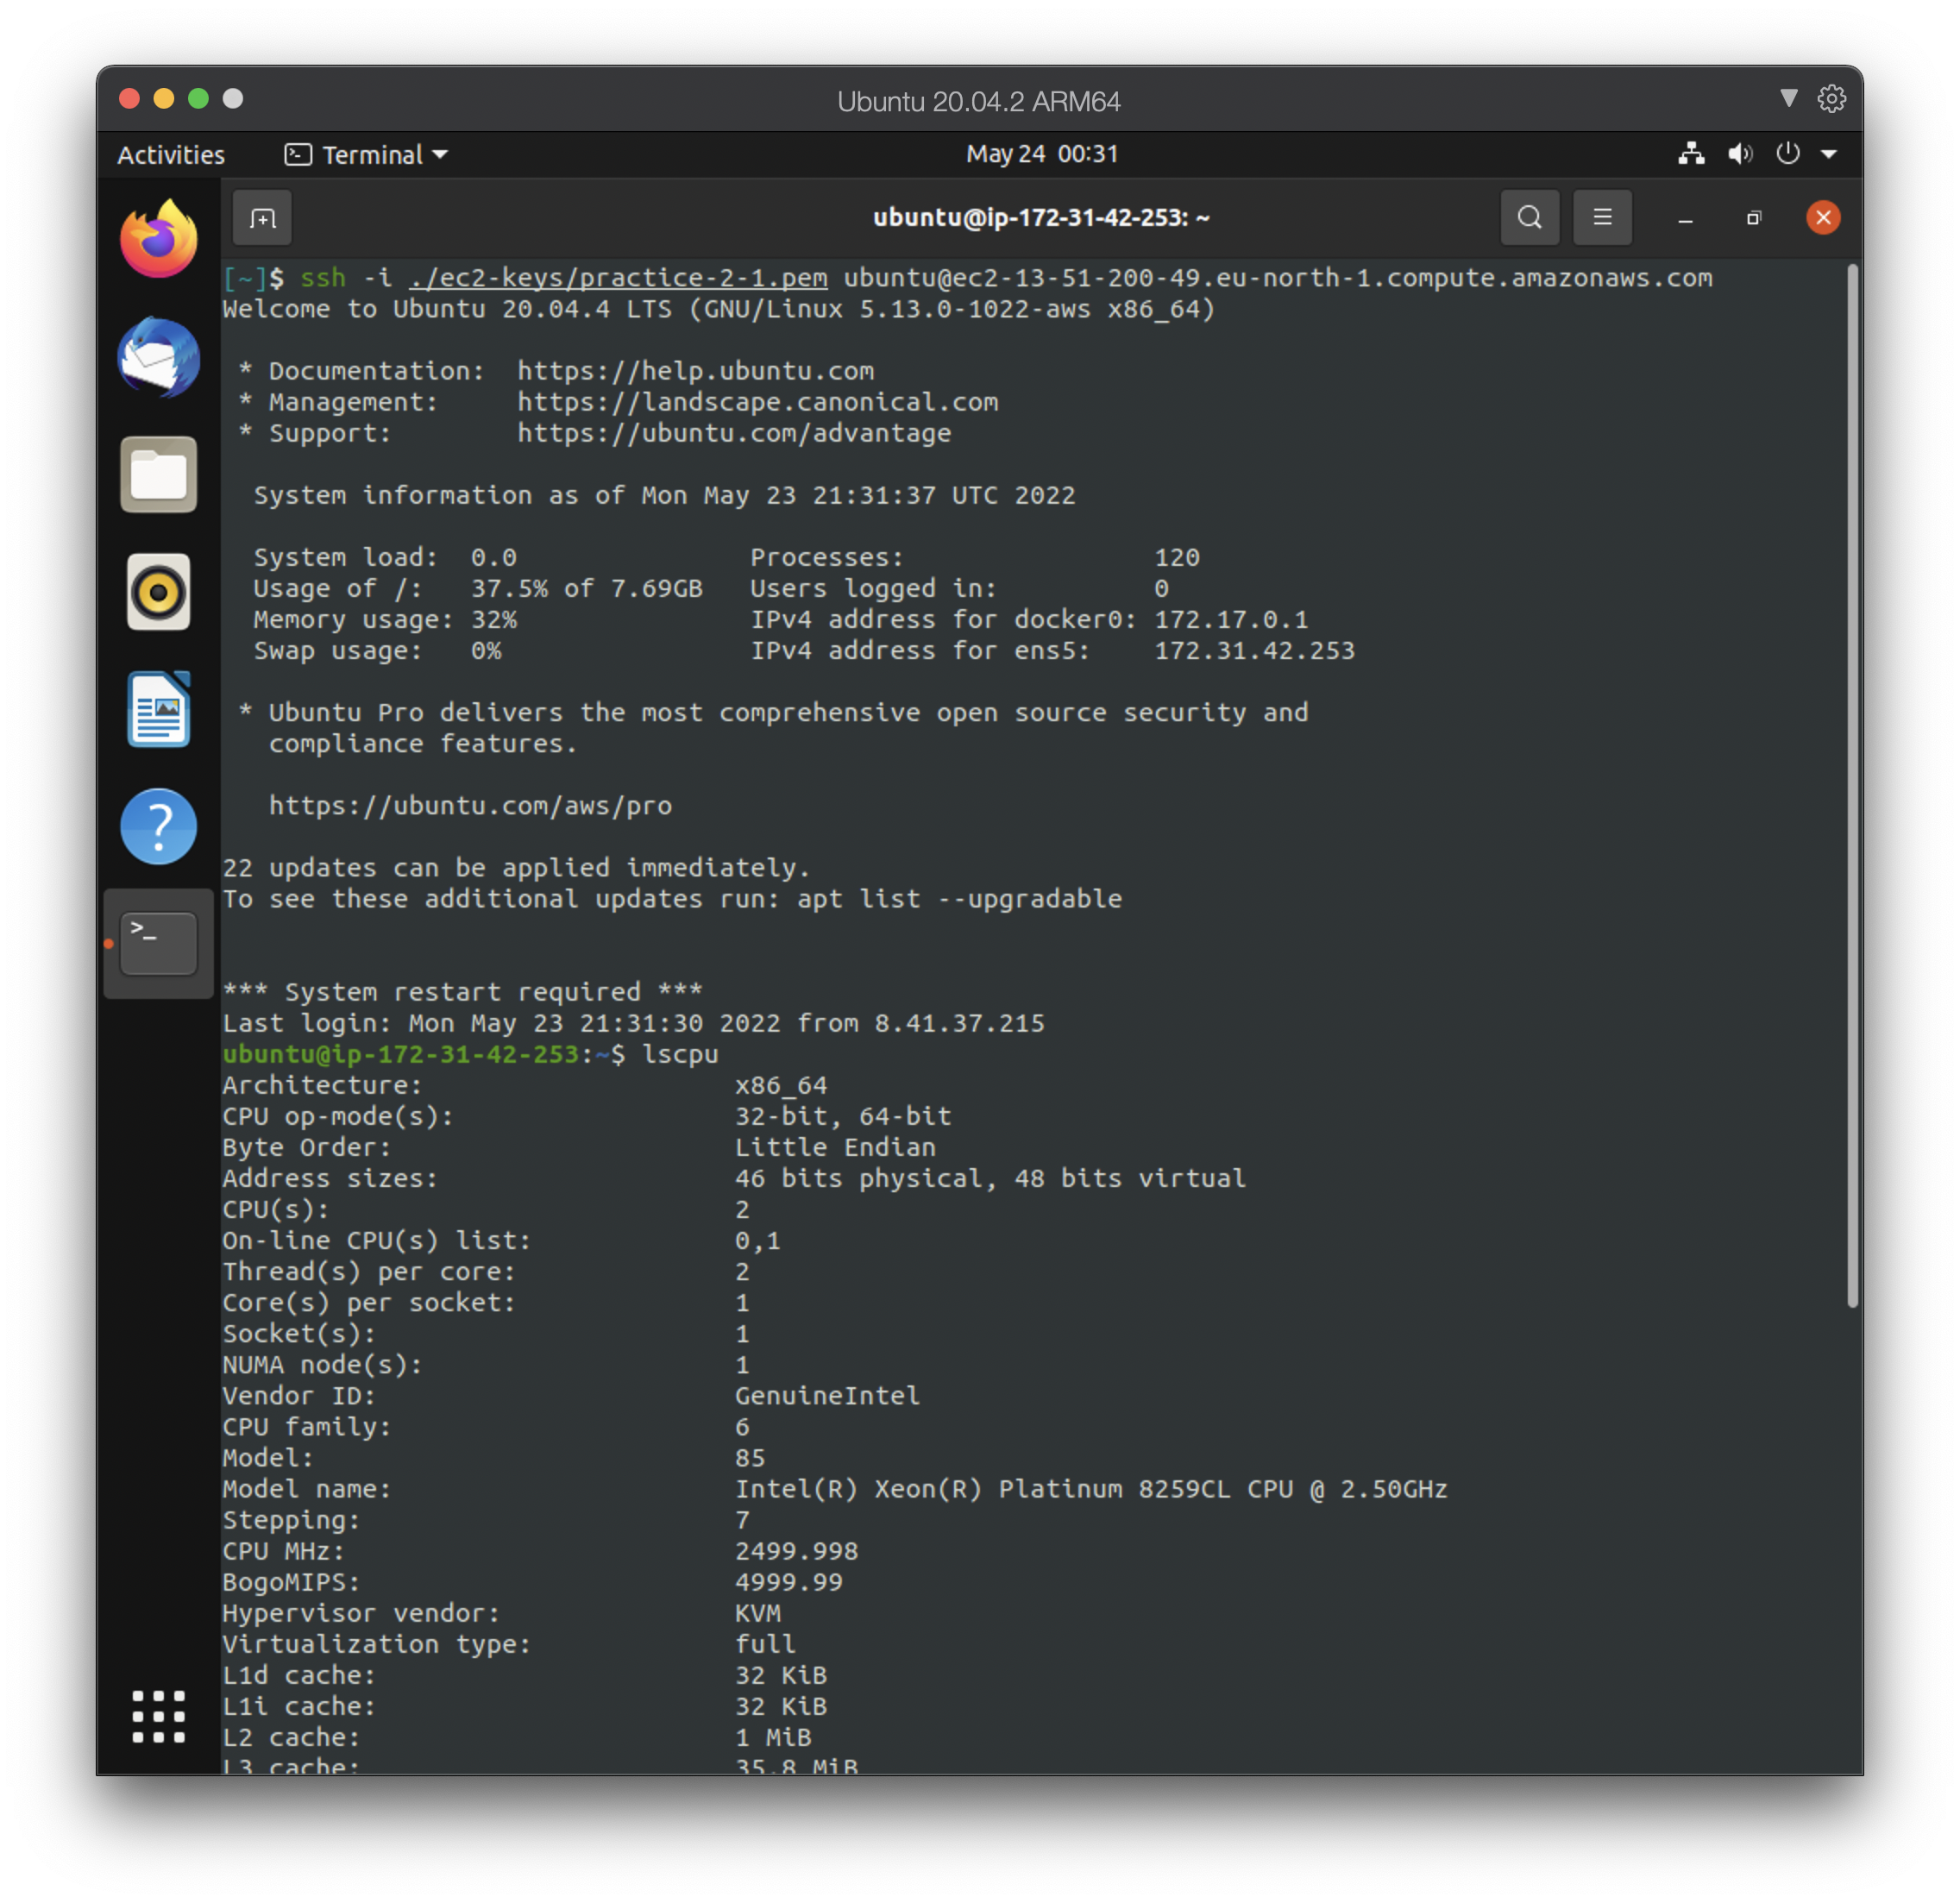 Ubuntu 20.04.2 ARM64
Activities Terminal May 24 00:31
ubuntu@ip-172-31-42-253: ~
[~]$ ssh -i ./ec2-keys/practice-2-1.pem ubuntu@ec2-13-51-200-49.eu-north-1.compute.amazonaws.com
Welcome to Ubuntu 20.04.4 LTS (GNU/Linux 5.13.0-1022-aws x86_64)
* Documentation: https://help.ubuntu.com
* Management: https://landscape.canonical.com
* Support: https://ubuntu.com/advantage
System information as of Mon May 23 21:31:37 UTC 2022
System load: 0.0 Processes: 120
Usage of /: 37.5% of 7.69GB Users logged in: 0
Memory usage: 32% IPv4 address for docker0: 172.17.0.1
Swap usage: 0% IPv4 address for ens5: 172.31.42.253
* Ubuntu Pro delivers the most comprehensive open source security and
compliance features.
https://ubuntu.com/aws/pro
22 updates can be applied immediately.
To see these additional updates run: apt list --upgradable
*** System restart required ***
Last login: Mon May 23 21:31:30 2022 from 8.41.37.215
ubuntu@ip-172-31-42-253:~$ lscpu
Architecture: x86_64
CPU op-mode(s): 32-bit, 64-bit
Byte Order: Little Endian
Address sizes: 46 bits physical, 48 bits virtual
CPU(s): 2
On-line CPU(s) list: 0,1
Thread(s) per core: 2
Core(s) per socket: 1
Socket(s): 1
NUMA node(s): 1
Vendor ID: GenuineIntel
CPU family: 6
Model: 85
Model name: Intel(R) Xeon(R) Platinum 8259CL CPU @ 2.50GHz
Stepping: 7
CPU MHz: 2499.998
BogoMIPS: 4999.99
Hypervisor vendor: KVM
Virtualization type: full
L1d cache: 32 KiB
L1i cache: 32 KiB
L2 cache: 1 MiB
L3 cache: 35.8 MiB